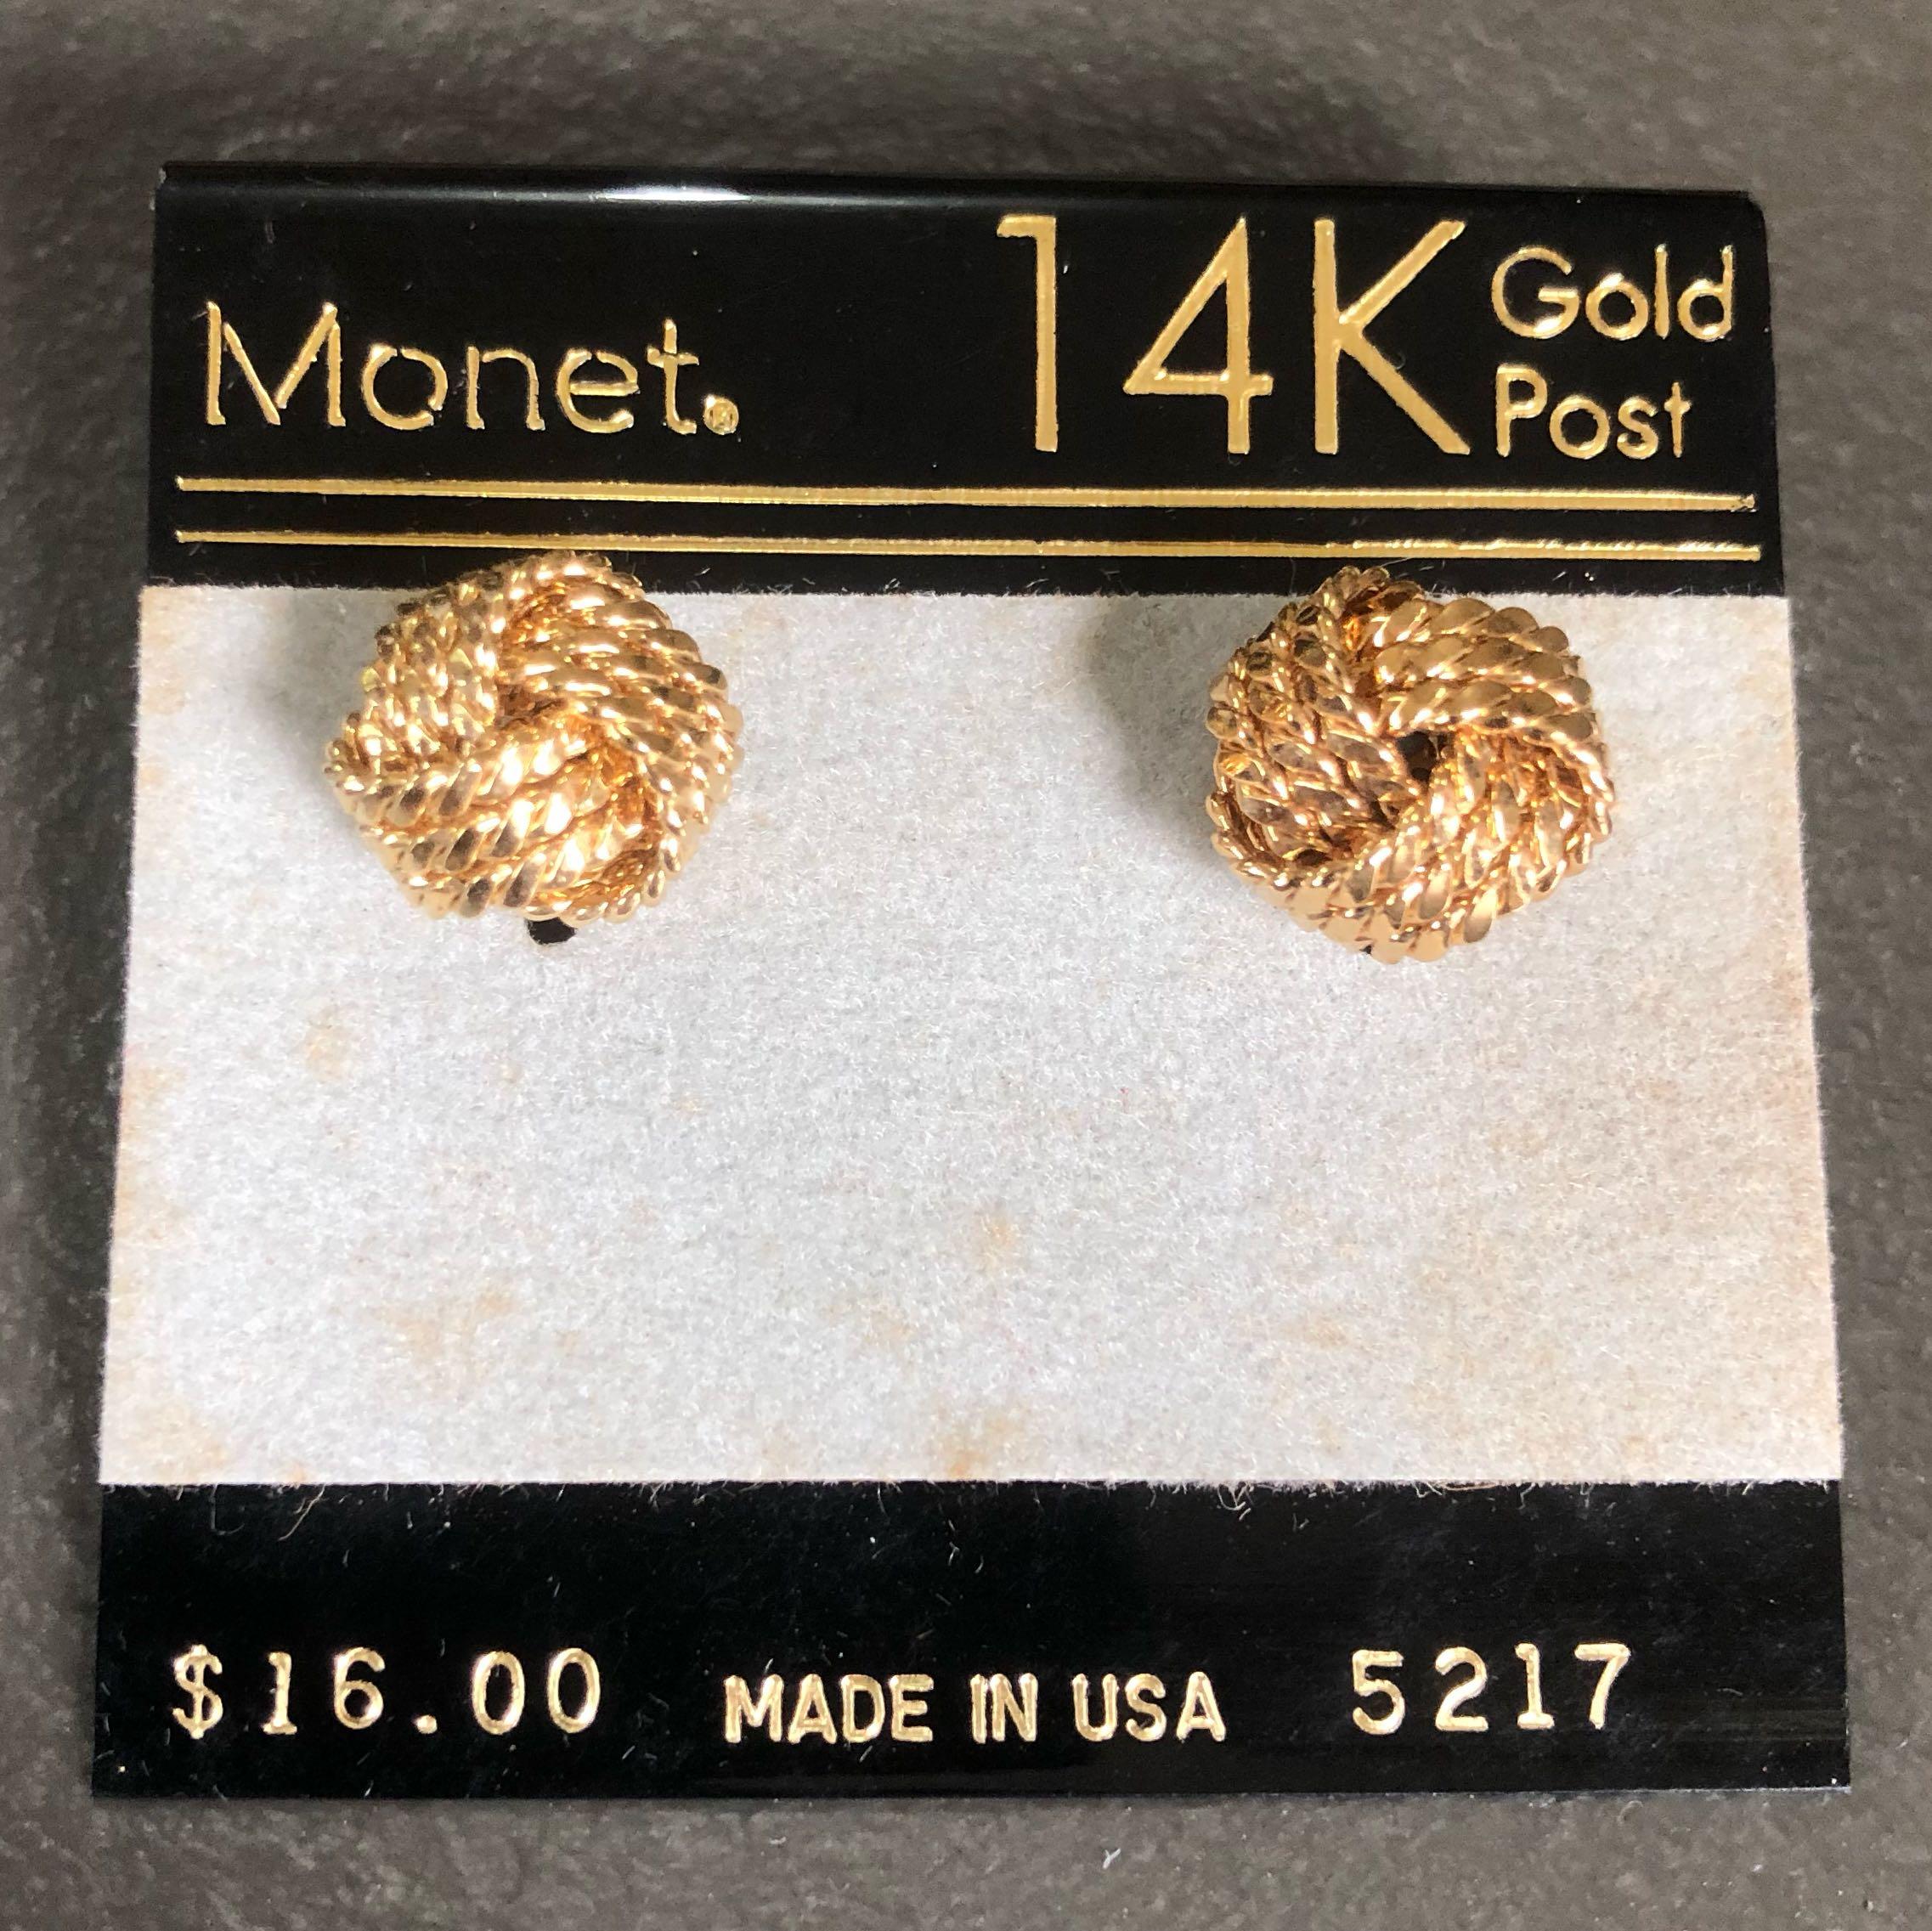 Monet®
14K Gold Post
$16.00 MADE IN USA 5217